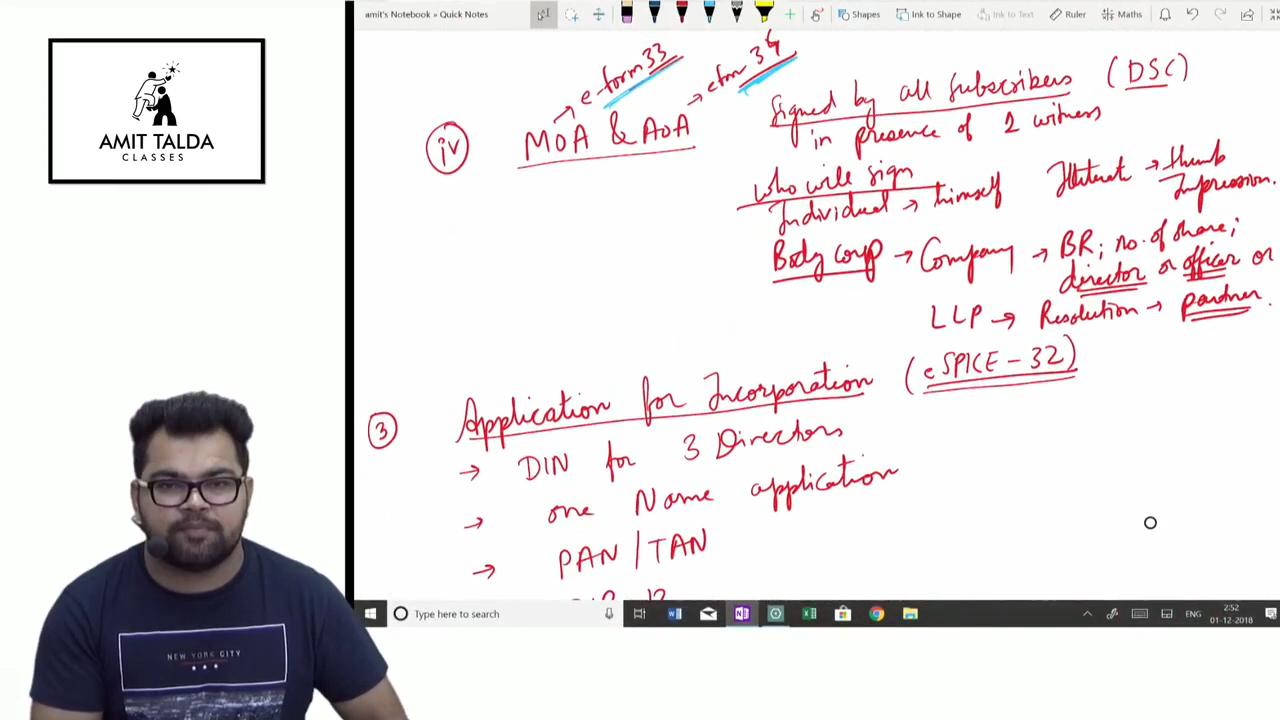 amit's Notebook » Quick Notes
Shapes
Ink to Shape
Ink to Text
Ruler
Maths
AMIT TALDA
CLASSES
e-form 33
eform 34
iv
MOA & AOA
Signed by all subscribers (DSC)
in presence of 2 witness
who will sign
Individual → himself
Illiterate → thumb
Impression.
Body corp → Company → BR; no. of share;
director or officer or
LLP → Resolution → partner.
3 Application for Incorporation (eSPICE-32)
→ DIN for 3 Directors
→ one Name application
→ PAN / TAN
NEW YORK CITY
Type here to search
ENG
2:52
01-12-2018